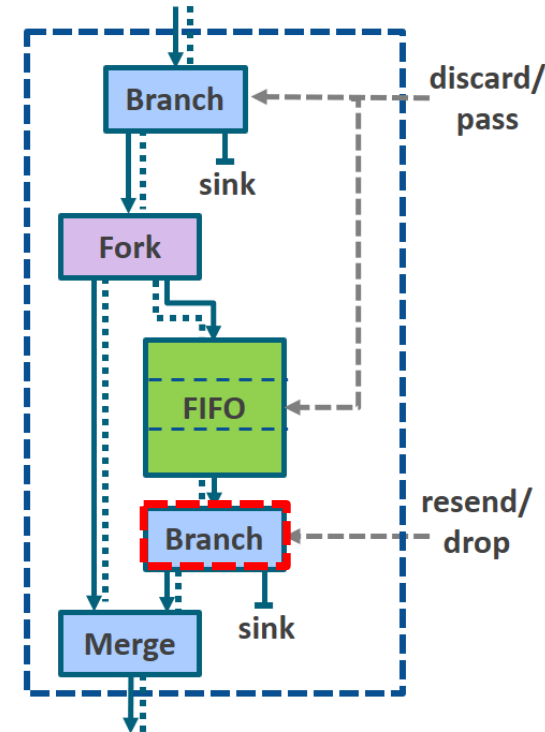 Branch
discard/
pass
sink
Fork
FIFO
resend/
drop
Branch
sink
Merge